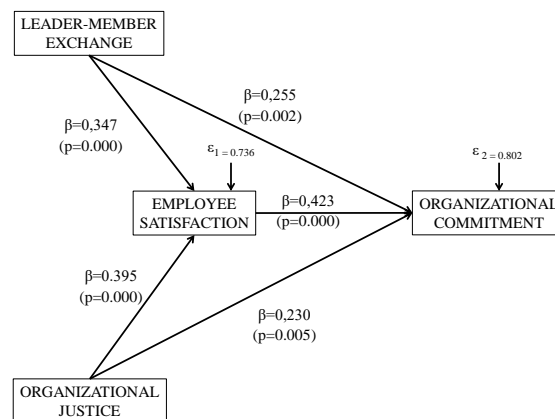 LEADER-MEMBER
EXCHANGE
β=0,255
(p=0.002)
β=0,347
(p=0.000)
ε1 = 0.736
ε 2 = 0.802
EMPLOYEE
SATISFACTION
β=0,423
(p=0.000)
ORGANIZATIONAL
COMMITMENT
β=0.395
(p=0.000)
β=0,230
(p=0.005)
ORGANIZATIONAL
JUSTICE